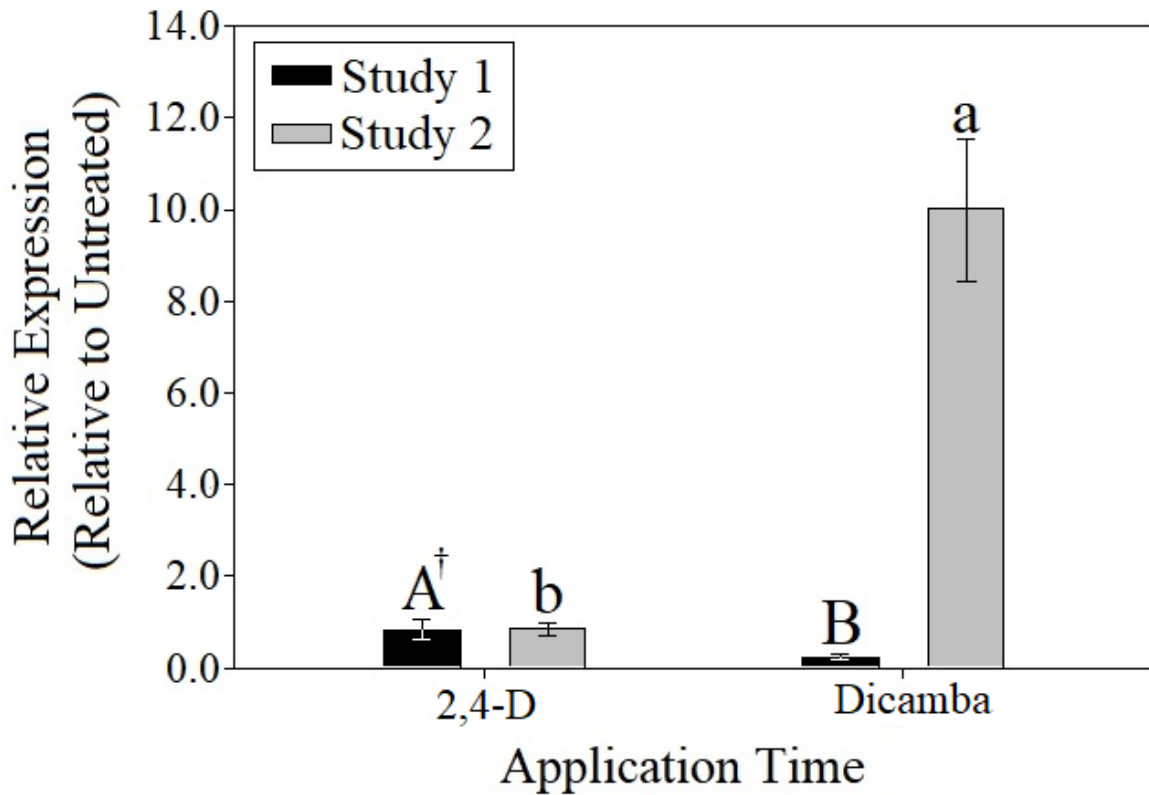 Relative Expression
(Relative to Untreated)
14.0
12.0
10.0
8.0
6.0
4.0
2.0
0.0
Study 1
Study 2
A†
b
B
a
2,4-D
Dicamba
Application Time